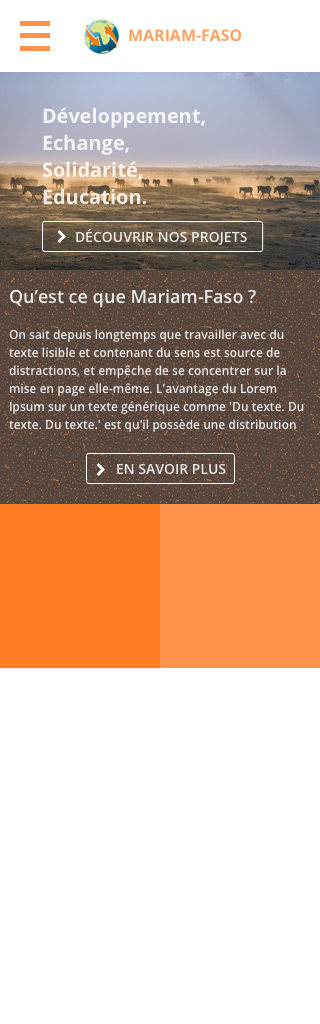 MARIAM-FASO
Développement,
Echange,
Solidarité,
Education.
DÉCOUVRIR NOS PROJETS
Qu’est ce que Mariam-Faso ?
On sait depuis longtemps que travailler avec du
texte lisible et contenant du sens est source de
distractions, et empêche de se concentrer sur la
mise en page elle-même. L'avantage du Lorem
Ipsum sur un texte générique comme 'Du texte. Du
texte. Du texte.' est qu'il possède une distribution
EN SAVOIR PLUS